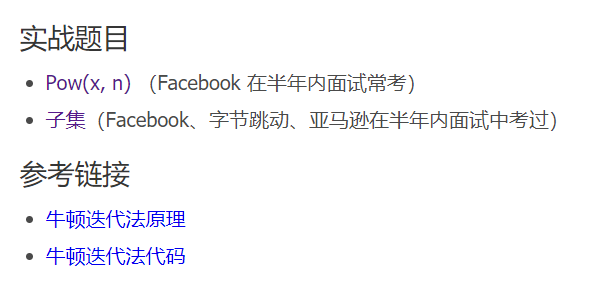 实战题目
Pow(x, n) （Facebook 在半年内面试常考）
子集（Facebook、字节跳动、亚马逊在半年内面试中考过）
参考链接
牛顿迭代法原理
牛顿迭代法代码